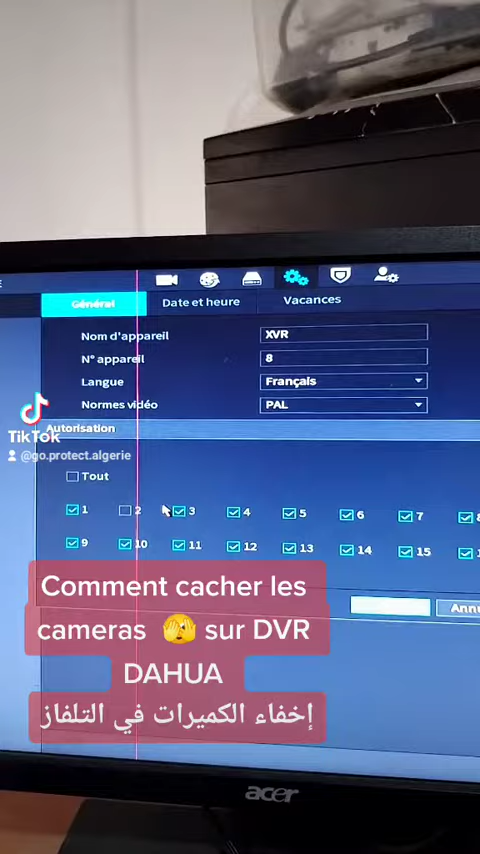 Général
Date et heure
Vacances
Nom d'appareil
XVR
N° appareil
8
Langue
Français
Normes vidéo
PAL
Autorisation
TikTok
@go.protect.algerie
Tout
1 2 3 4 5 6 7 8
9 10 11 12 13 14 15
Comment cacher les
cameras 🫣 sur DVR
DAHUA
إخفاء الكميرات في التلفاز
acer